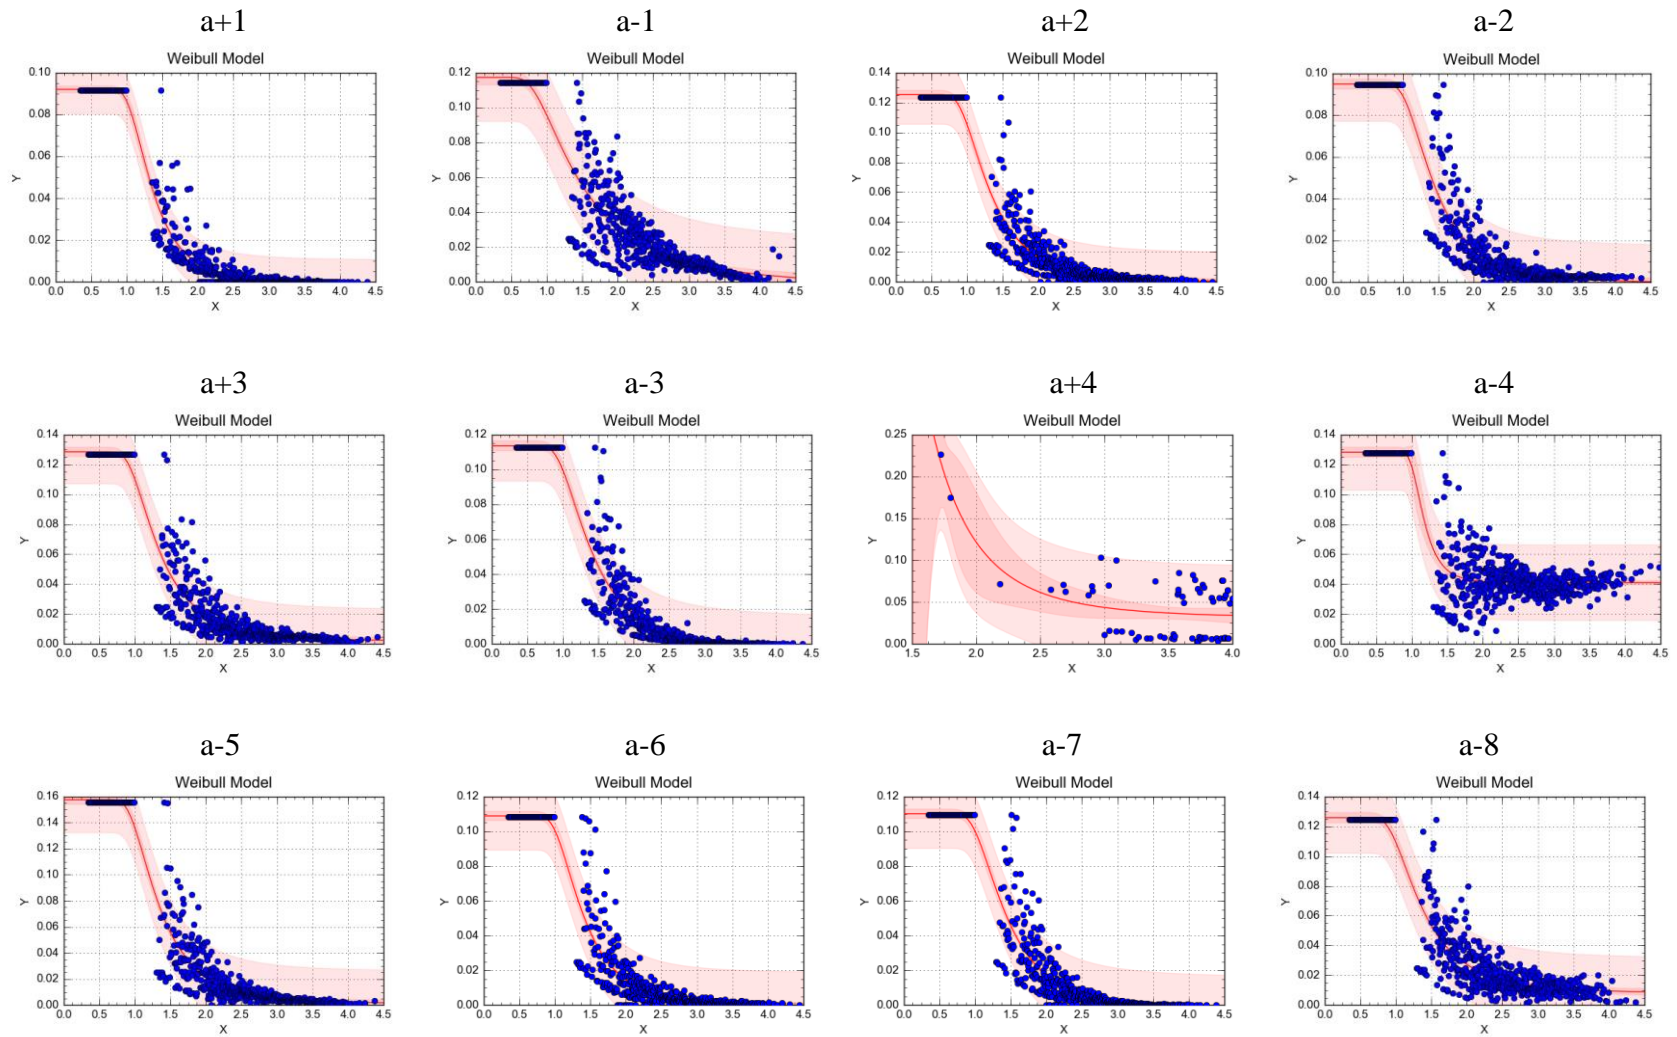 a+1 a-1 a+2 a-2
Weibull Model Weibull Model Weibull Model Weibull Model
0.10 0.12 0.14 0.10
0.12
0.08 0.10 0.10 0.08
0.06 0.08 0.08 0.06
Y Y Y Y
0.04 0.06 0.06 0.04
0.04 0.04
0.02 0.02 0.02 0.02
0.00 0.00 0.00 0.00
0.0 0.5 1.0 1.5 2.0 2.5 3.0 3.5 4.0 4.5 0.0 0.5 1.0 1.5 2.0 2.5 3.0 3.5 4.0 4.5 0.0 0.5 1.0 1.5 2.0 2.5 3.0 3.5 4.0 4.5 0.0 0.5 1.0 1.5 2.0 2.5 3.0 3.5 4.0 4.5
X X X X
a+3 a-3 a+4 a-4
Weibull Model Weibull Model Weibull Model Weibull Model
0.14 0.12 0.25 0.14
0.12 0.10 0.20 0.12
0.10 0.08 0.15 0.10
0.08 0.06 0.08
Y Y Y Y
0.06 0.04 0.10 0.06
0.04 0.04
0.02 0.02 0.05 0.02
0.00 0.00 0.00 0.00
0.0 0.5 1.0 1.5 2.0 2.5 3.0 3.5 4.0 4.5 0.0 0.5 1.0 1.5 2.0 2.5 3.0 3.5 4.0 4.5 1.5 2.0 2.5 3.0 3.5 4.0 0.0 0.5 1.0 1.5 2.0 2.5 3.0 3.5 4.0 4.5
X X X X
a-5 a-6 a-7 a-8
Weibull Model Weibull Model Weibull Model Weibull Model
0.16 0.12 0.12 0.14
0.14 0.12
0.12 0.10 0.10 0.10
0.10 0.08 0.08 0.08
0.08 0.06 0.06
Y Y Y Y
0.06 0.04 0.04 0.06
0.04 0.04
0.02 0.02 0.02 0.02
0.00 0.00 0.00 0.00
0.0 0.5 1.0 1.5 2.0 2.5 3.0 3.5 4.0 4.5 0.0 0.5 1.0 1.5 2.0 2.5 3.0 3.5 4.0 4.5 0.0 0.5 1.0 1.5 2.0 2.5 3.0 3.5 4.0 4.5 0.0 0.5 1.0 1.5 2.0 2.5 3.0 3.5 4.0 4.5
X X X X